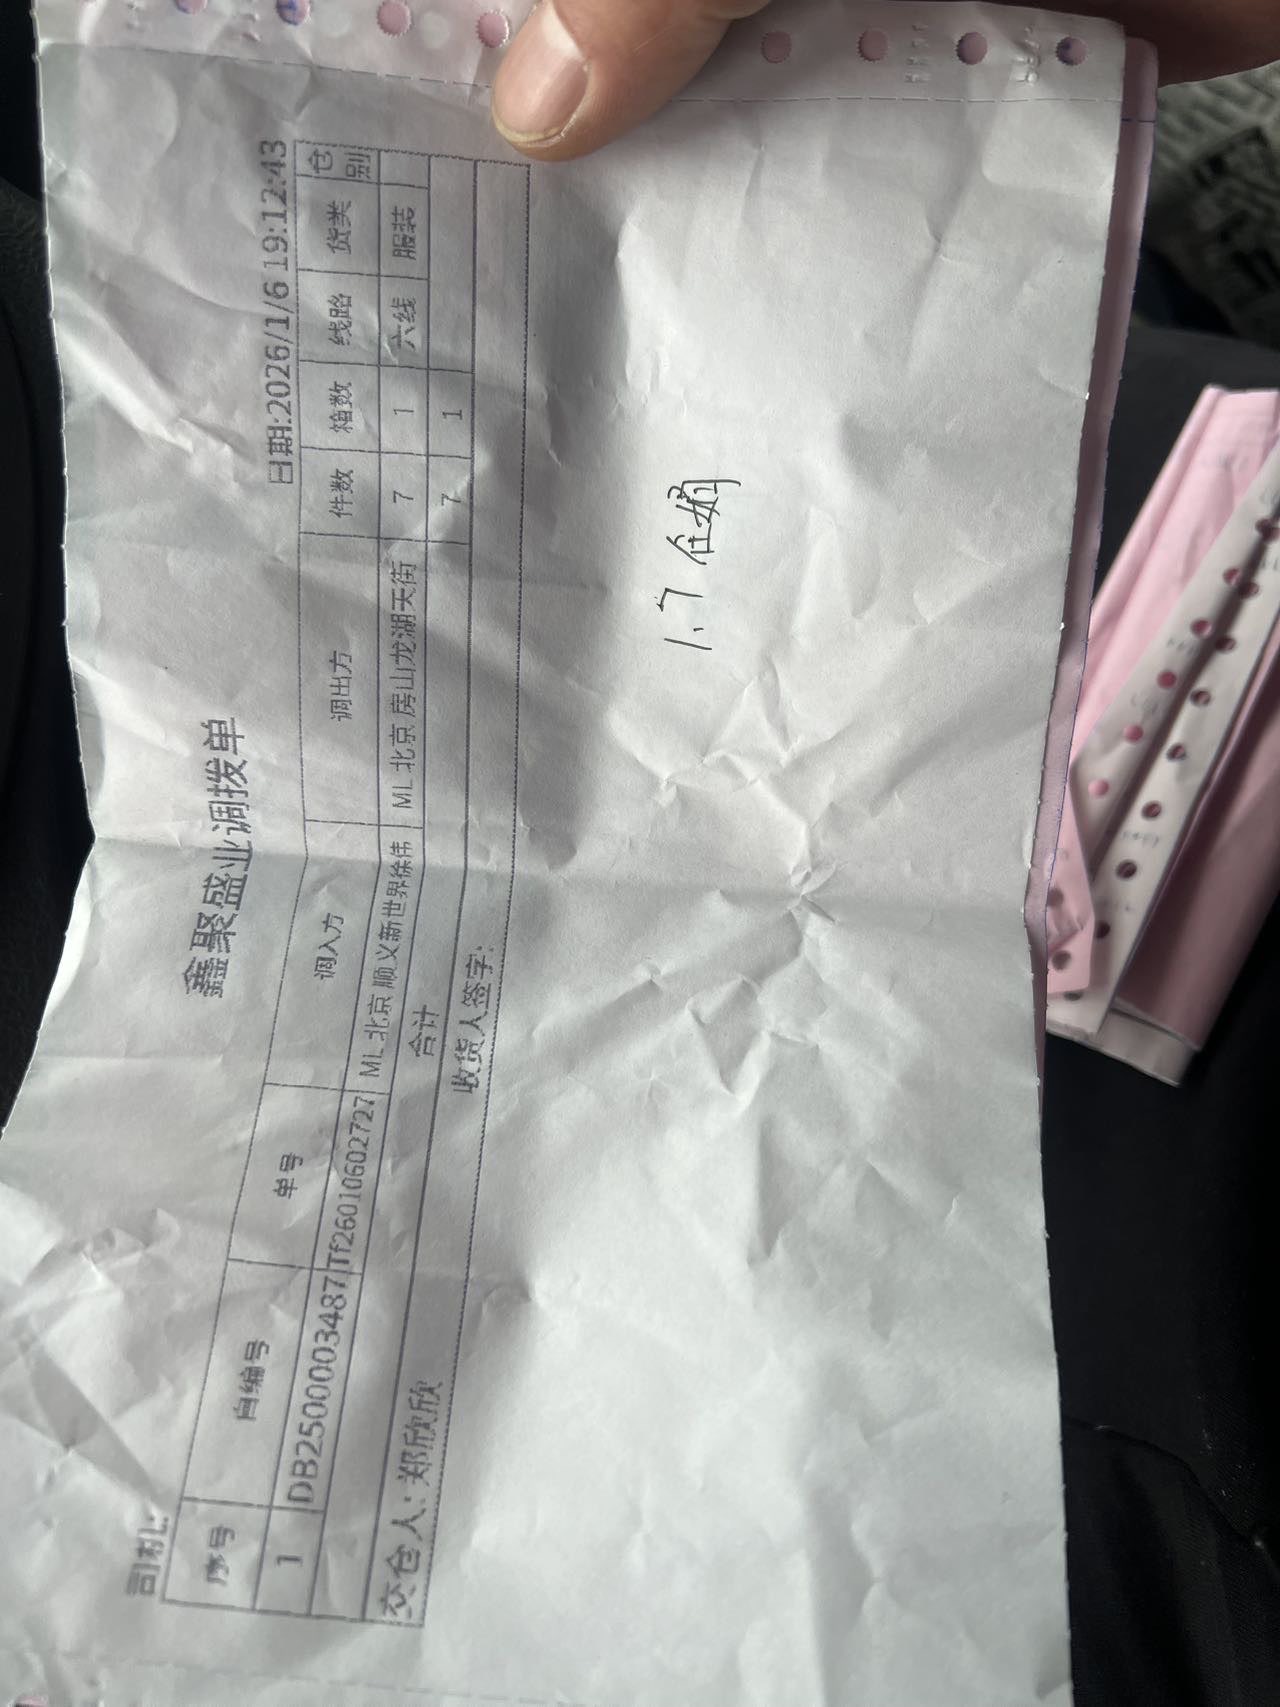 鑫聚盛业调拨单
司机:
日期:2026/1/6 19:12:43
序号 自编号 单号 调入方 调出方 件数 箱数 线路 货类 仓别
1 DB2500003487 Tf26010602727 ML 北京 顺义新世界徐伟 ML 北京 房山龙湖天街 7 1 六线 服装
合计 7 1
交仓人: 郑欣欣 收货人签字:
1.7 任娟